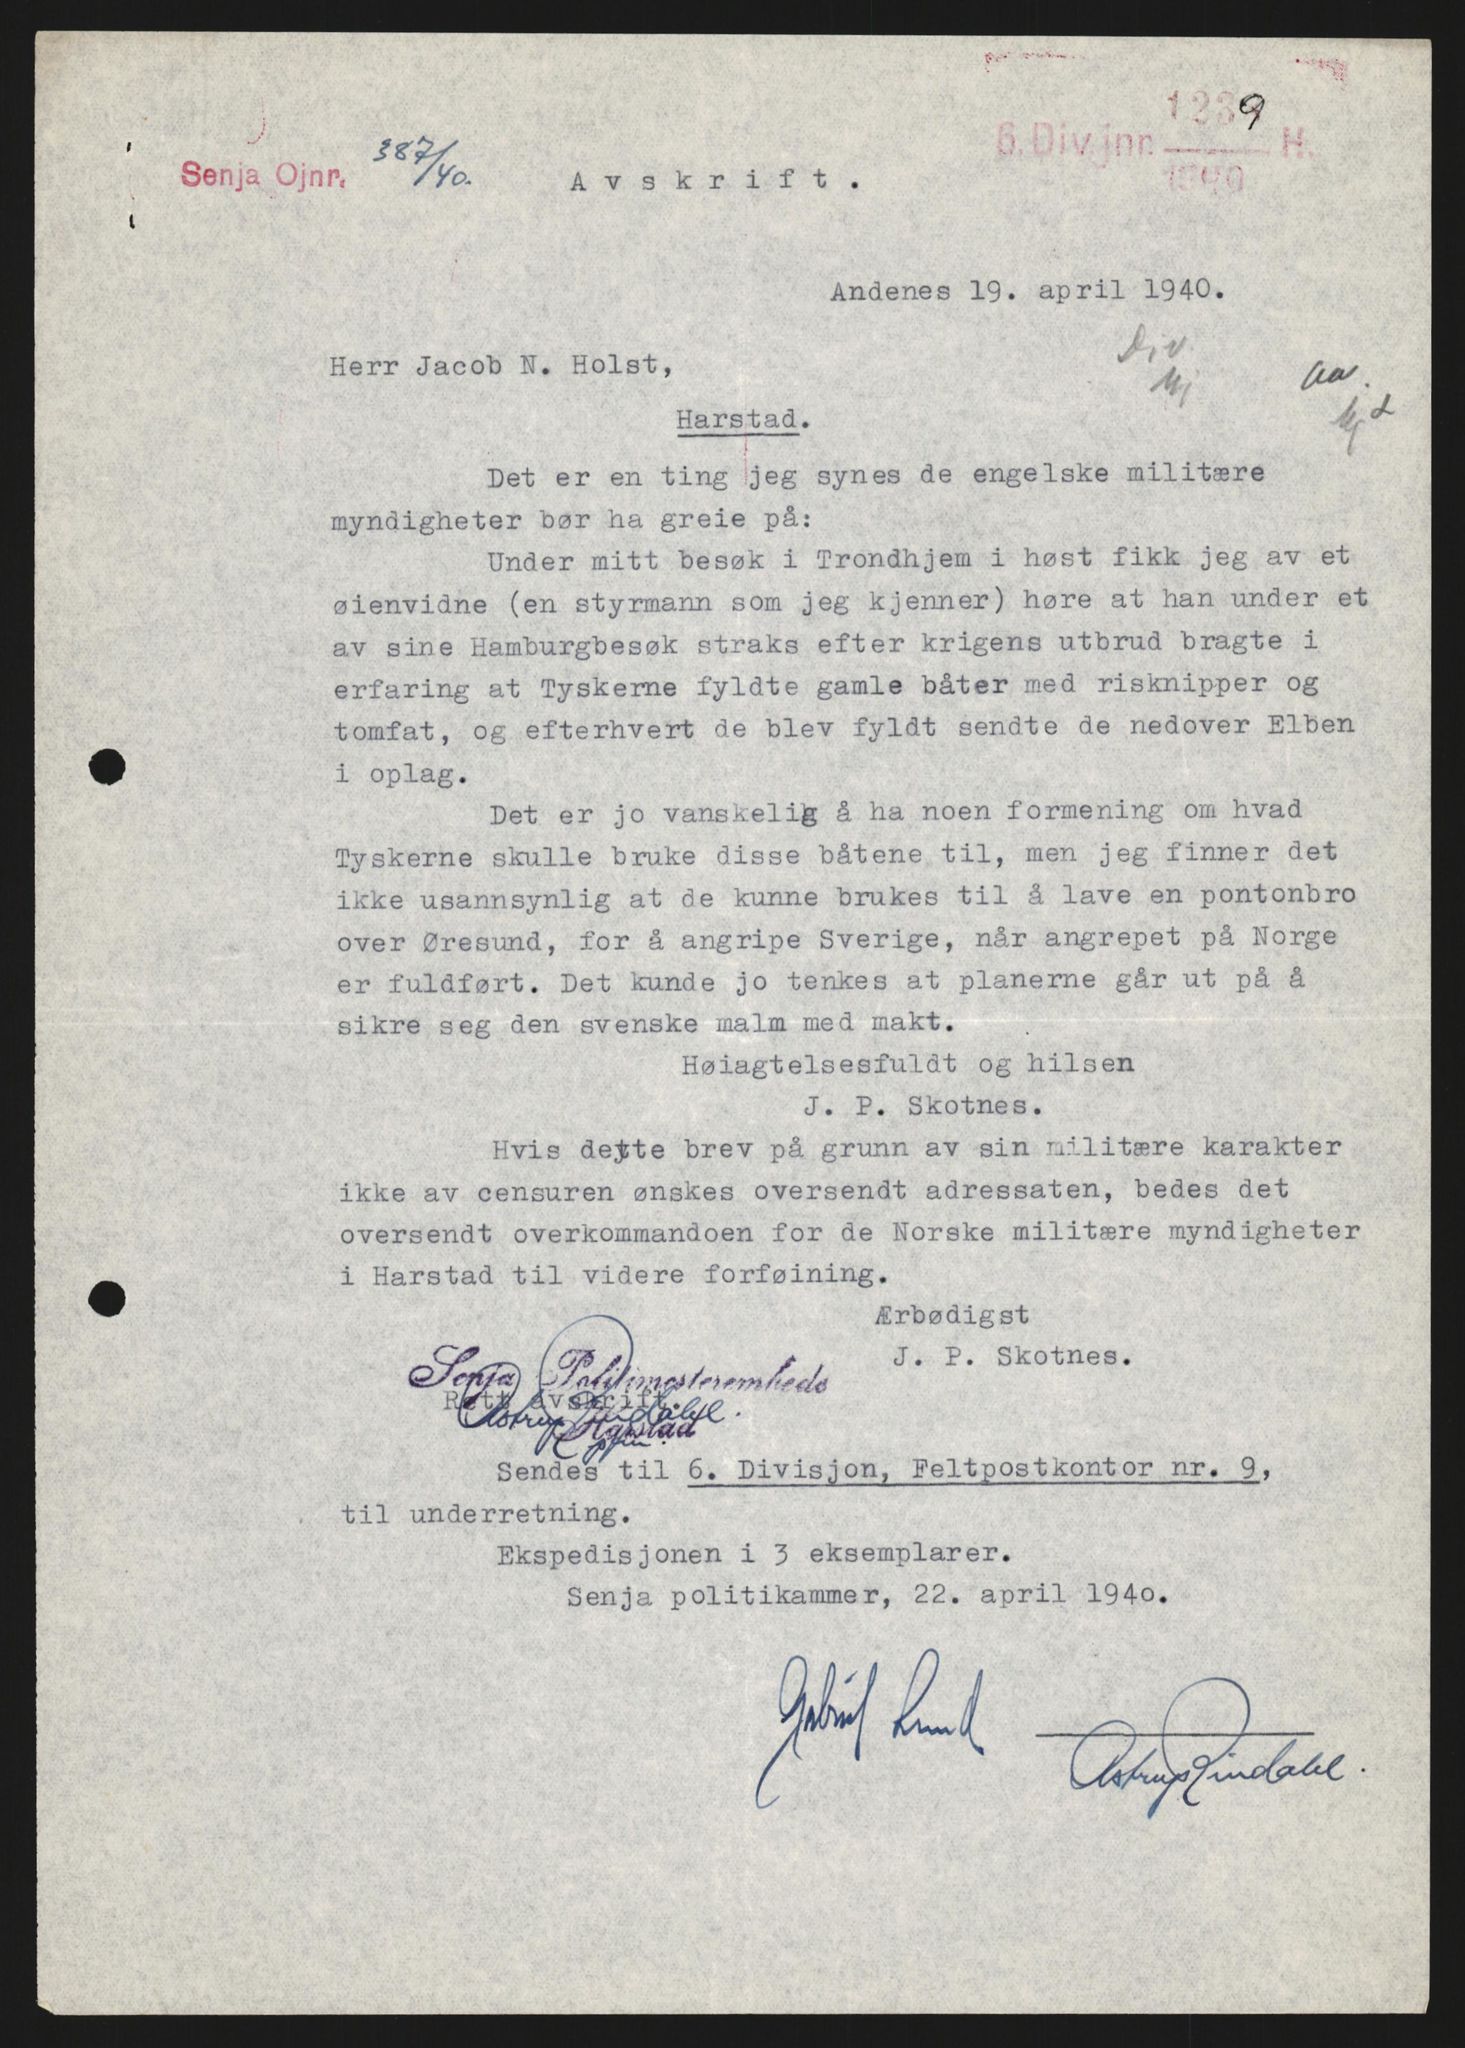 Senja Ojnr. 387/40.
6. Div.jnr. 1239/1940 H.
Avskrift.
Andenes 19. april 1940.
Div.
Herr Jacob N. Holst,
Harstad.
Det er en ting jeg synes de engelske militære
myndigheter bør ha greie på:
Under mitt besøk i Trondhjem i høst fikk jeg av et
øienvidne (en styrmann som jeg kjenner) høre at han under et
av sine Hamburgbesøk straks efter krigens utbrud bragte i
erfaring at Tyskerne fyldte gamle båter med risknipper og
tomfat, og efterhvert de blev fyldt sendte de nedover Elben
i oplag.
Det er jo vanskelig å ha noen formening om hvad
Tyskerne skulle bruke disse båtene til, men jeg finner det
ikke usannsynlig at de kunne brukes til å lave en pontonbro
over Øresund, for å angripe Sverige, når angrepet på Norge
er fuldført. Det kunde jo tenkes at planerne går ut på å
sikre seg den svenske malm med makt.
Høiagtelsesfuldt og hilsen
J. P. Skotnes.
Hvis dette brev på grunn av sin militære karakter
ikke av censuren ønskes oversendt adressaten, bedes det
oversendt overkommandoen for de Norske militære myndigheter
i Harstad til videre forføining.
Ærbødigst
J. P. Skotnes.
Senja Politimesterembede
Rett avskrift.
Astrup Rindahl.
Harstad
Sendes til 6. Divisjon, Feltpostkontor nr. 9,
til underretning.
Ekspedisjonen i 3 eksemplarer.
Senja politikammer, 22. april 1940.
Gabriel Lund
Astrup Rindahl.